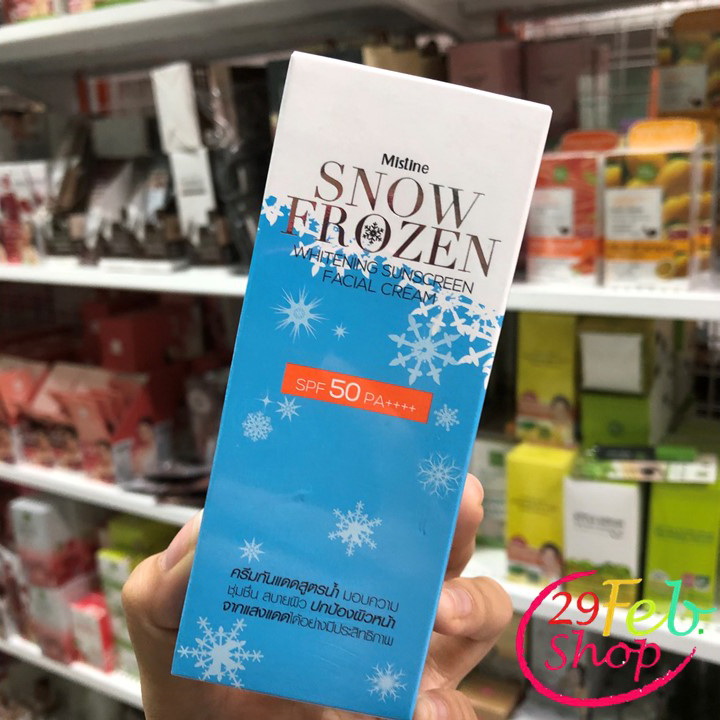 Mistine
SNOW
FROZEN
WHITENING SUNSCREEN
FACIAL CREAM
SPF 50 PA++++
ครีมกันแดดสูตรน้ำ มอบความ
ชุ่มชื่น สบายผิว ปกป้องผิวหน้า
จากแสงแดดได้อย่างมีประสิทธิภาพ
29Feb.
Shop